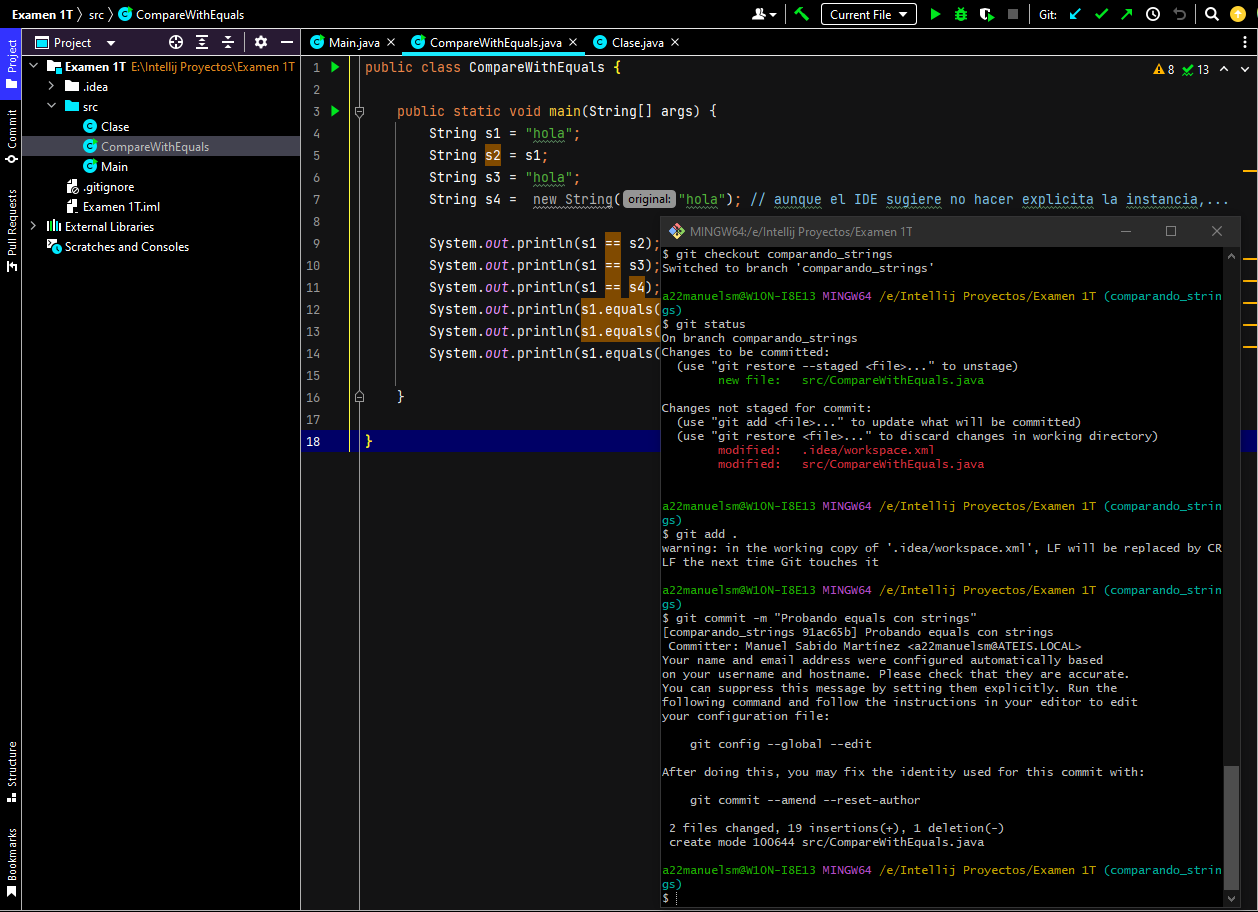 Examen 1T
src
CompareWithEquals
Current File
Git:
Project
Main.java
CompareWithEquals.java
Clase.java
Project
Commit
Pull Requests
Structure
Bookmarks
Examen 1T E:\Intellij Proyectos\Examen 1T
.idea
src
Clase
CompareWithEquals
Main
.gitignore
Examen 1T.iml
External Libraries
Scratches and Consoles
8 13
1 public class CompareWithEquals {
2
3 public static void main(String[] args) {
4 String s1 = "hola";
5 String s2 = s1;
6 String s3 = "hola";
7 String s4 =  new String( original: "hola"); // aunque el IDE sugiere no hacer explicita la instancia,...
8
9 System.out.println(s1 == s2);
10 System.out.println(s1 == s3);
11 System.out.println(s1 == s4);
12 System.out.println(s1.equals(
13 System.out.println(s1.equals(
14 System.out.println(s1.equals(
15
16 }
17
18 }
MINGW64:/e/Intellij Proyectos/Examen 1T
$ git checkout comparando_strings
Switched to branch 'comparando_strings'
a22manuelsm@W10N-I8E13 MINGW64 /e/Intellij Proyectos/Examen 1T (comparando_strin
gs)
$ git status
On branch comparando_strings
Changes to be committed:
(use "git restore --staged <file>..." to unstage)
new file:   src/CompareWithEquals.java
Changes not staged for commit:
(use "git add <file>..." to update what will be committed)
(use "git restore <file>..." to discard changes in working directory)
modified:   .idea/workspace.xml
modified:   src/CompareWithEquals.java
a22manuelsm@W10N-I8E13 MINGW64 /e/Intellij Proyectos/Examen 1T (comparando_strin
gs)
$ git add .
warning: in the working copy of '.idea/workspace.xml', LF will be replaced by CR
LF the next time Git touches it
a22manuelsm@W10N-I8E13 MINGW64 /e/Intellij Proyectos/Examen 1T (comparando_strin
gs)
$ git commit -m "Probando equals con strings"
[comparando_strings 91ac65b] Probando equals con strings
Committer: Manuel Sabido Martínez <a22manuelsm@ATEIS.LOCAL>
Your name and email address were configured automatically based
on your username and hostname. Please check that they are accurate.
You can suppress this message by setting them explicitly. Run the
following command and follow the instructions in your editor to edit
your configuration file:
git config --global --edit
After doing this, you may fix the identity used for this commit with:
git commit --amend --reset-author
2 files changed, 19 insertions(+), 1 deletion(-)
create mode 100644 src/CompareWithEquals.java
a22manuelsm@W10N-I8E13 MINGW64 /e/Intellij Proyectos/Examen 1T (comparando_strin
gs)
$